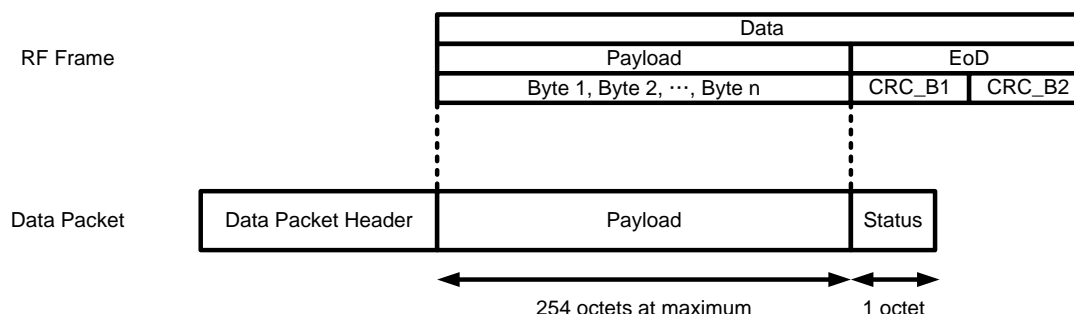 Data
RF Frame
Payload
EoD
Byte 1, Byte 2, ⋯, Byte n
CRC_B1
CRC_B2
Data Packet
Data Packet Header
Payload
Status
254 octets at maximum
1 octet